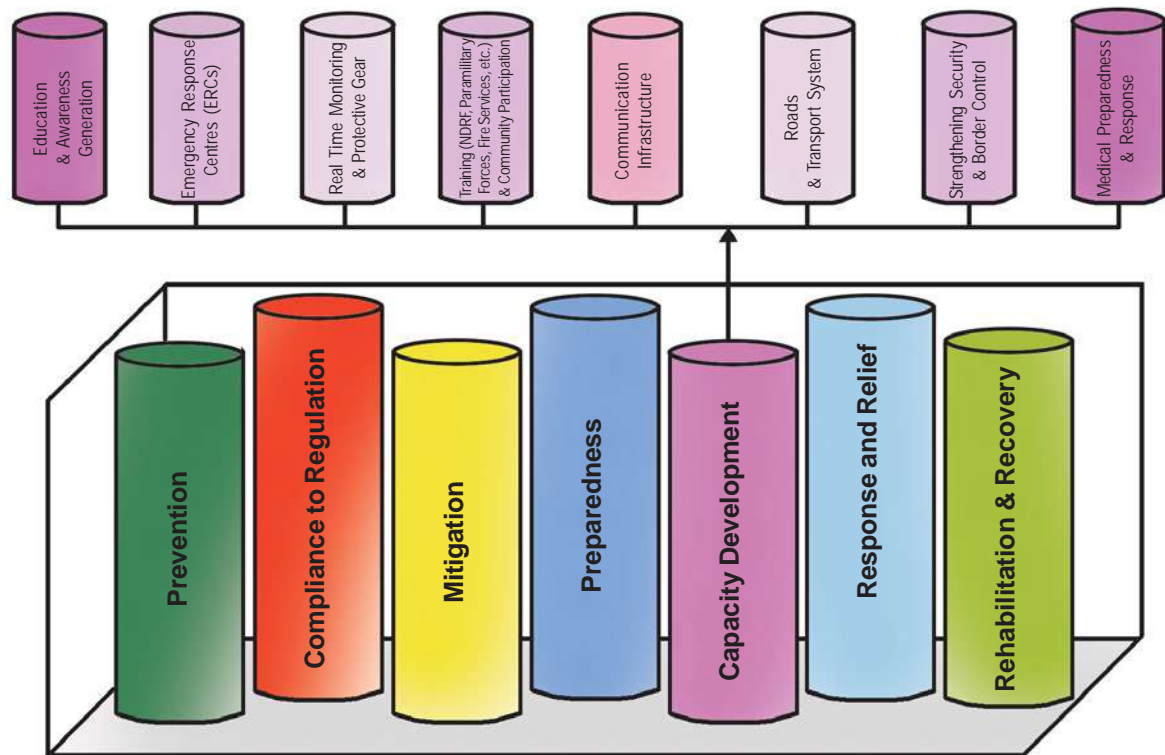 Education
& Awareness
Generation
Emergency Response
Centres (ERCs)
Real Time Monitoring
& Protective Gear
Training (NDRF, Paramilitary
Forces, Fire Services, etc.)
& Community Participation
Communication
Infrastructure
Roads
& Transport System
Strengthening Security
& Border Control
Medical Preparedness
& Response
Prevention
Compliance to Regulation
Mitigation
Preparedness
Capacity Development
Response and Relief
Rehabilitation & Recovery